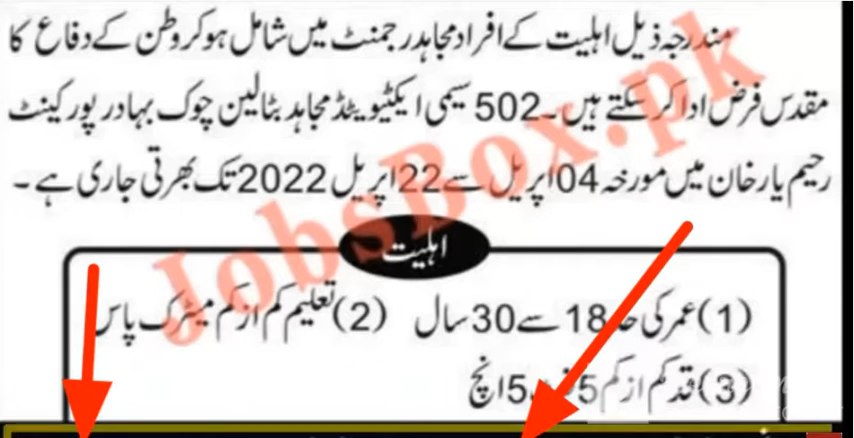 مندرجہ ذیل اہلیت کے افراد مجاہد رجمنٹ میں شامل ہو کر وطن کے دفاع کا
مقدس فرض ادا کر سکتے ہیں۔ 502 سیمی ایکٹیویٹڈ مجاہد بٹالین چوک بہادر پور کینٹ
رحیم یار خان میں مورخہ 04 اپریل سے 22 اپریل 2022 تک بھرتی جاری ہے۔
JobsBox.pk
اہلیت
(1) عمر کی حد 18 سے 30 سال (2) تعلیم کم از کم میٹرک پاس
(3) قد کم از کم 5 فٹ 5 انچ